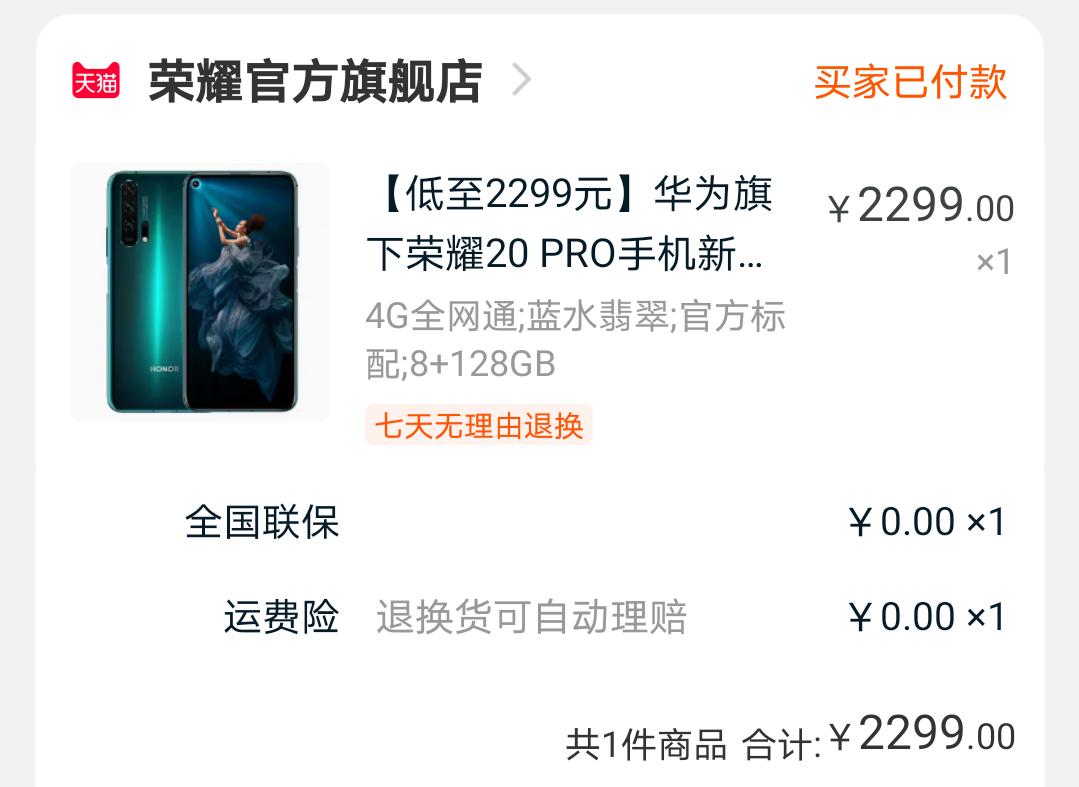 天猫 荣耀官方旗舰店 买家已付款
【低至2299元】华为旗 ￥2299.00
下荣耀20 PRO手机新... ×1
4G全网通;蓝水翡翠;官方标
配;8+128GB
HONOR
七天无理由退换
全国联保 ￥0.00 ×1
运费险 退换货可自动理赔 ￥0.00 ×1
共1件商品 合计:￥2299.00